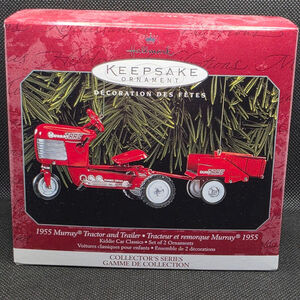 Hallmark
KEEPSAKE
ORNAMENT
DÉCORATION DES FÊTES
1955 Murray® Tractor and Trailer • Tracteur et remorque Murray® 1955
Kiddie Car Classics • Set of 2 Ornaments
Voitures classiques pour enfants • Ensemble de 2 décorations
COLLECTOR'S SERIES
GAMME DE COLLECTION